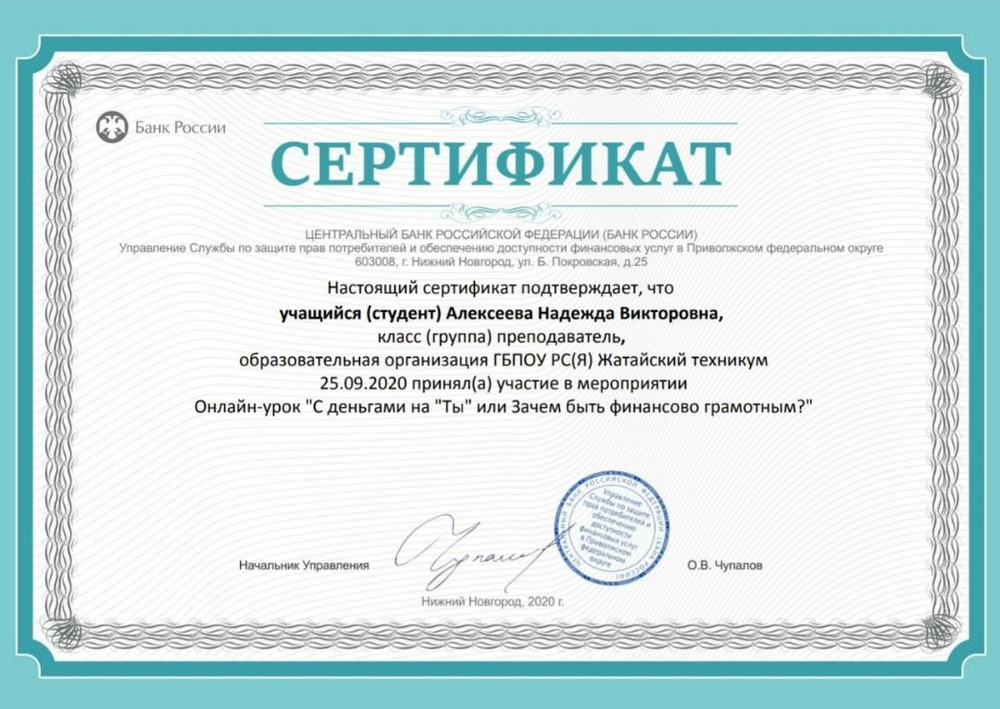 Банк России
СЕРТИФИКАТ
ЦЕНТРАЛЬНЫЙ БАНК РОССИЙСКОЙ ФЕДЕРАЦИИ (БАНК РОССИИ)
Управление Службы по защите прав потребителей и обеспечению доступности финансовых услуг в Приволжском федеральном округе
603008, г. Нижний Новгород, ул. Б. Покровская, д.25
Настоящий сертификат подтверждает, что
учащийся (студент) Алексеева Надежда Викторовна,
класс (группа) преподаватель,
образовательная организация ГБПОУ РС(Я) Жатайский техникум
25.09.2020 принял(а) участие в мероприятии
Онлайн-урок "С деньгами на "Ты" или Зачем быть финансово грамотным?"
ЦЕНТРАЛЬНЫЙ БАНК РОССИЙСКОЙ ФЕДЕРАЦИИ (БАНК РОССИИ)
Управление
Службы по защите
прав потребителей и
обеспечению
доступности
финансовых услуг
в Приволжском
федеральном
округе
Начальник Управления
О.В. Чупалов
Нижний Новгород, 2020 г.